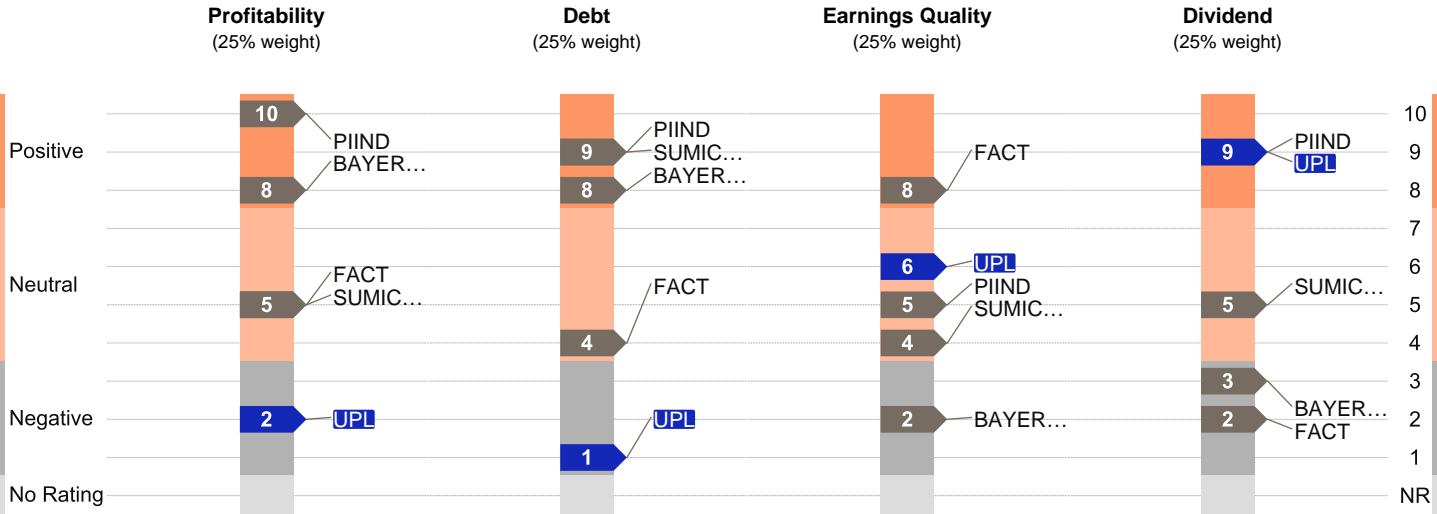 Profitability
(25% weight)
Debt
(25% weight)
Earnings Quality
(25% weight)
Dividend
(25% weight)
Positive
Neutral
Negative
No Rating
10
PIIND
8
BAYER…
5
FACT
SUMIC…
2
UPL
9
PIIND
SUMIC…
8
BAYER…
4
FACT
1
UPL
8
FACT
6
UPL
5
PIIND
4
SUMIC…
2
BAYER…
9
PIIND
UPL
5
SUMIC…
3
BAYER…
2
FACT
10
9
8
7
6
5
4
3
2
1
NR